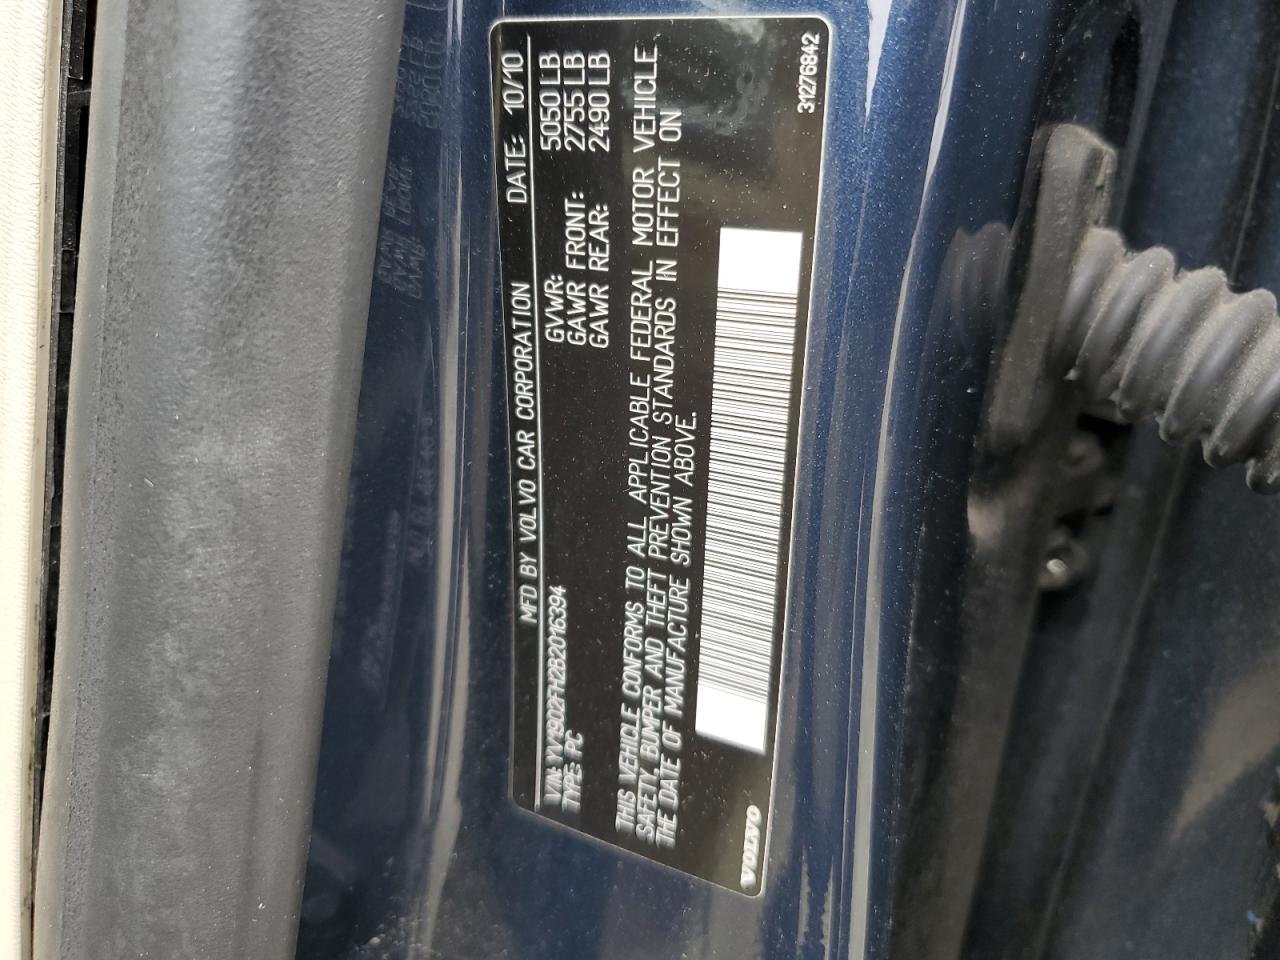 MFD BY VOLVO CAR CORPORATION DATE: 10/10
VIN: YV1902FH2B2016394 GVWR: 5050 LB
TYPE: PC GAWR FRONT: 2755 LB
GAWR REAR: 2490 LB
THIS VEHICLE CONFORMS TO ALL APPLICABLE FEDERAL MOTOR VEHICLE
SAFETY, BUMPER AND THEFT PREVENTION STANDARDS IN EFFECT ON
THE DATE OF MANUFACTURE SHOWN ABOVE.
VOLVO 31276842